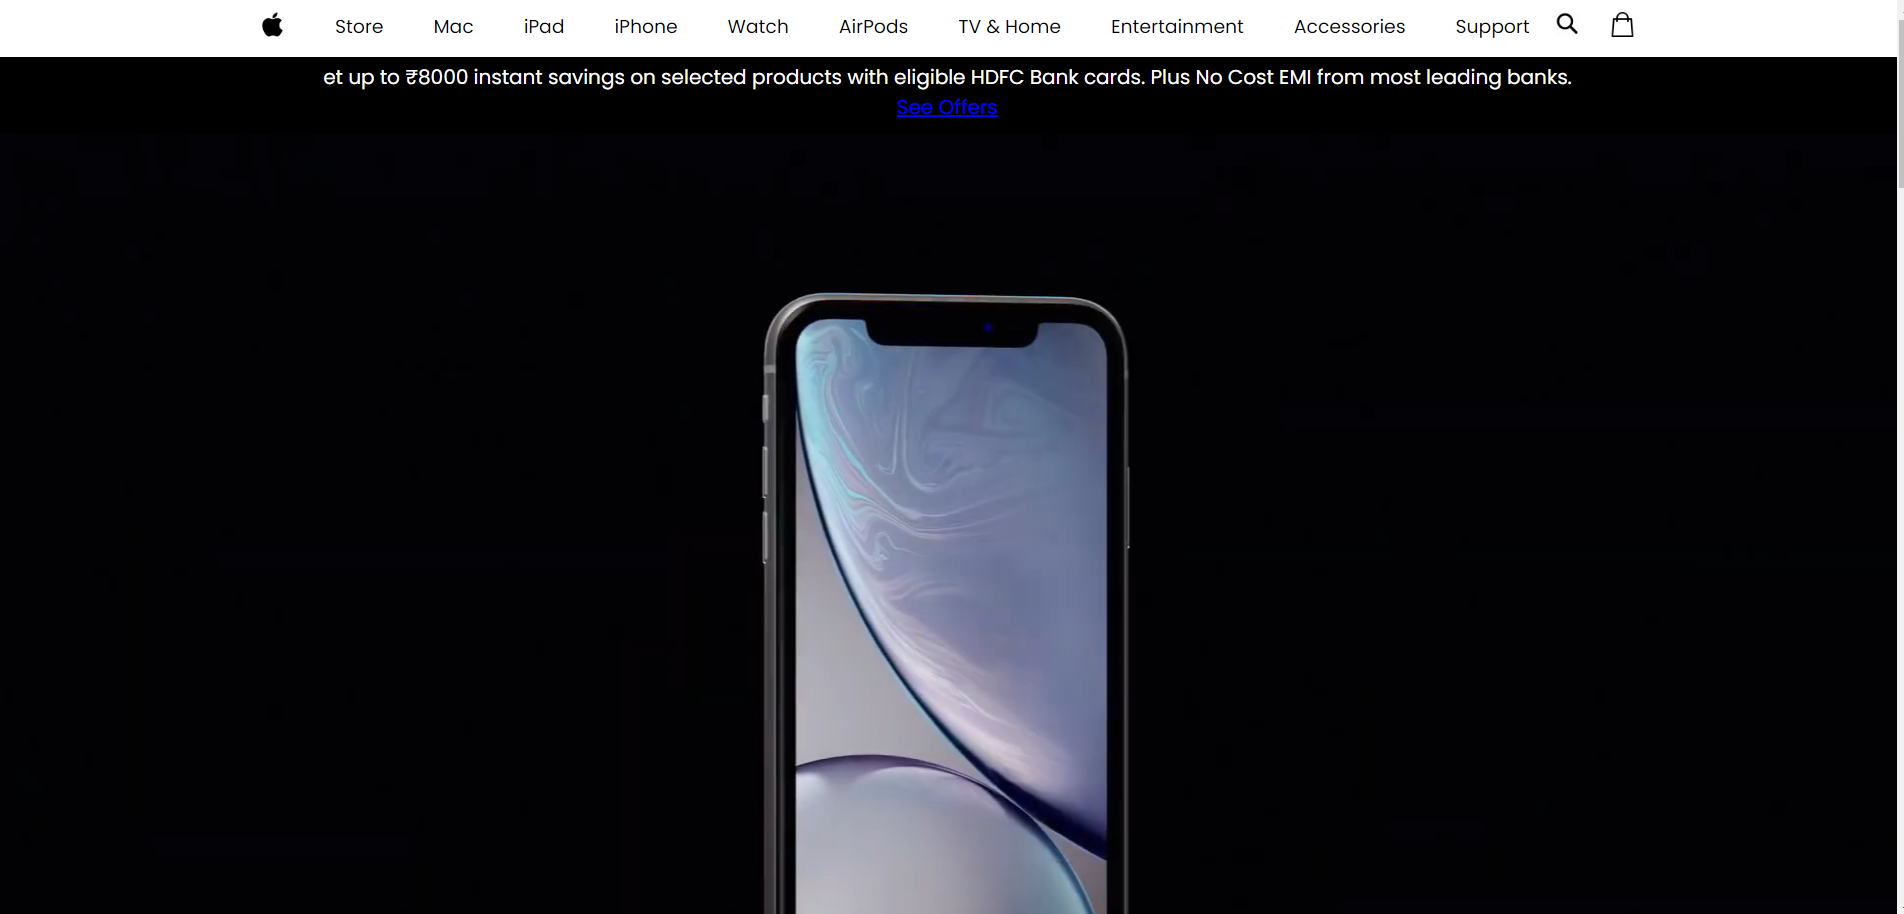 Store Mac iPad iPhone Watch AirPods TV & Home Entertainment Accessories Support
et up to ₹8000 instant savings on selected products with eligible HDFC Bank cards. Plus No Cost EMI from most leading banks.
See Offers